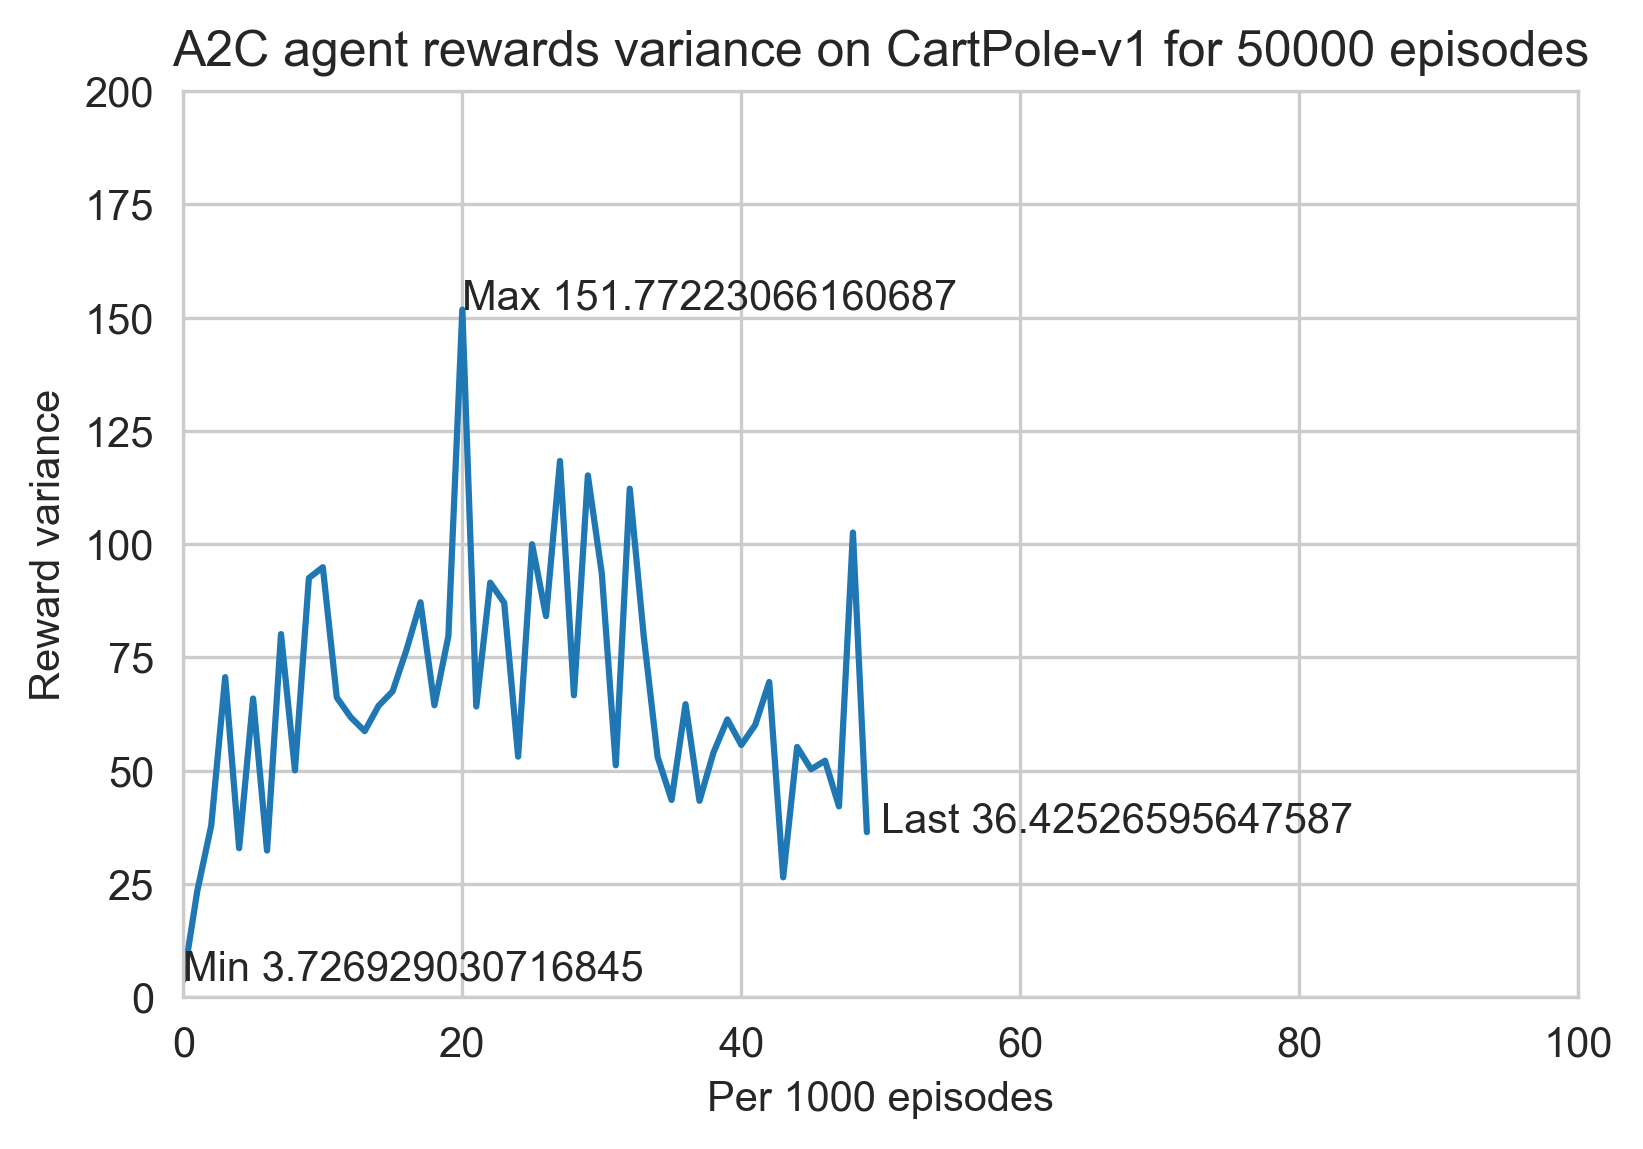 A2C agent rewards variance on CartPole-v1 for 50000 episodes
200
175
150
125
100
75
50
25
0
Reward variance
Max 151.77223066160687
Last 36.42526595647587
Min 3.726929030716845
0 20 40 60 80 100
Per 1000 episodes